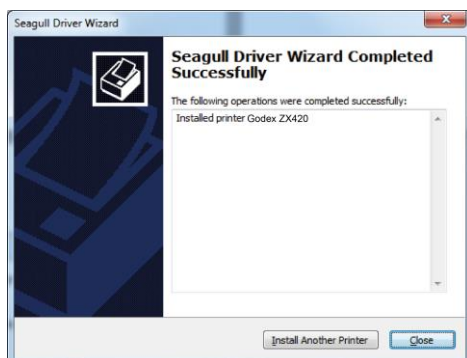 Seagull Driver Wizard
Seagull Driver Wizard Completed
Successfully
The following operations were completed successfully:
Installed printer Godex ZX420
Install Another Printer
Close